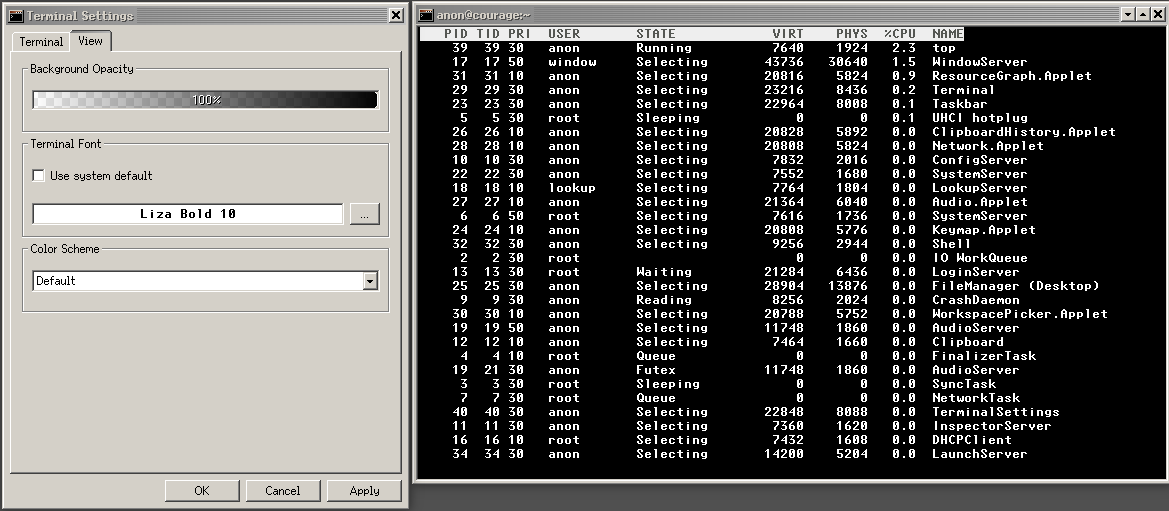 Terminal Settings
Terminal View
Background Opacity
100%
Terminal Font
Use system default
Liza Bold 10
...
Color Scheme
Default
OK Cancel Apply
anon@courage:~
PID TID PRI USER STATE VIRT PHYS %CPU NAME
39 39 30 anon Running 7640 1924 2.3 top
17 17 50 window Selecting 43736 30640 1.5 WindowServer
31 31 10 anon Selecting 20816 5824 0.9 ResourceGraph.Applet
29 29 30 anon Selecting 23216 8436 0.2 Terminal
23 23 30 anon Selecting 22964 8008 0.1 Taskbar
5 5 30 root Sleeping 0 0 0.1 UHCI hotplug
26 26 10 anon Selecting 20828 5892 0.0 ClipboardHistory.Applet
28 28 10 anon Selecting 20808 5824 0.0 Network.Applet
10 10 30 anon Selecting 7832 2016 0.0 ConfigServer
22 22 30 anon Selecting 7552 1680 0.0 SystemServer
18 18 10 lookup Selecting 7764 1804 0.0 LookupServer
27 27 10 anon Selecting 21364 6040 0.0 Audio.Applet
6 6 50 root Selecting 7616 1736 0.0 SystemServer
24 24 10 anon Selecting 20808 5776 0.0 Keymap.Applet
32 32 30 anon Selecting 9256 2944 0.0 Shell
2 2 30 root 0 0 0.0 IO WorkQueue
13 13 30 root Waiting 21284 6436 0.0 LoginServer
25 25 30 anon Selecting 28904 13876 0.0 FileManager (Desktop)
9 9 30 anon Reading 8256 2024 0.0 CrashDaemon
30 30 10 anon Selecting 20788 5752 0.0 WorkspacePicker.Applet
19 19 50 anon Selecting 11748 1860 0.0 AudioServer
12 12 10 anon Selecting 7464 1660 0.0 Clipboard
4 4 10 root Queue 0 0 0.0 FinalizerTask
19 21 30 anon Futex 11748 1860 0.0 AudioServer
3 3 30 root Sleeping 0 0 0.0 SyncTask
7 7 30 root Queue 0 0 0.0 NetworkTask
40 40 30 anon Selecting 22848 8088 0.0 TerminalSettings
11 11 30 anon Selecting 7360 1620 0.0 InspectorServer
16 16 10 root Selecting 7432 1608 0.0 DHCPClient
34 34 30 anon Selecting 14200 5204 0.0 LaunchServer